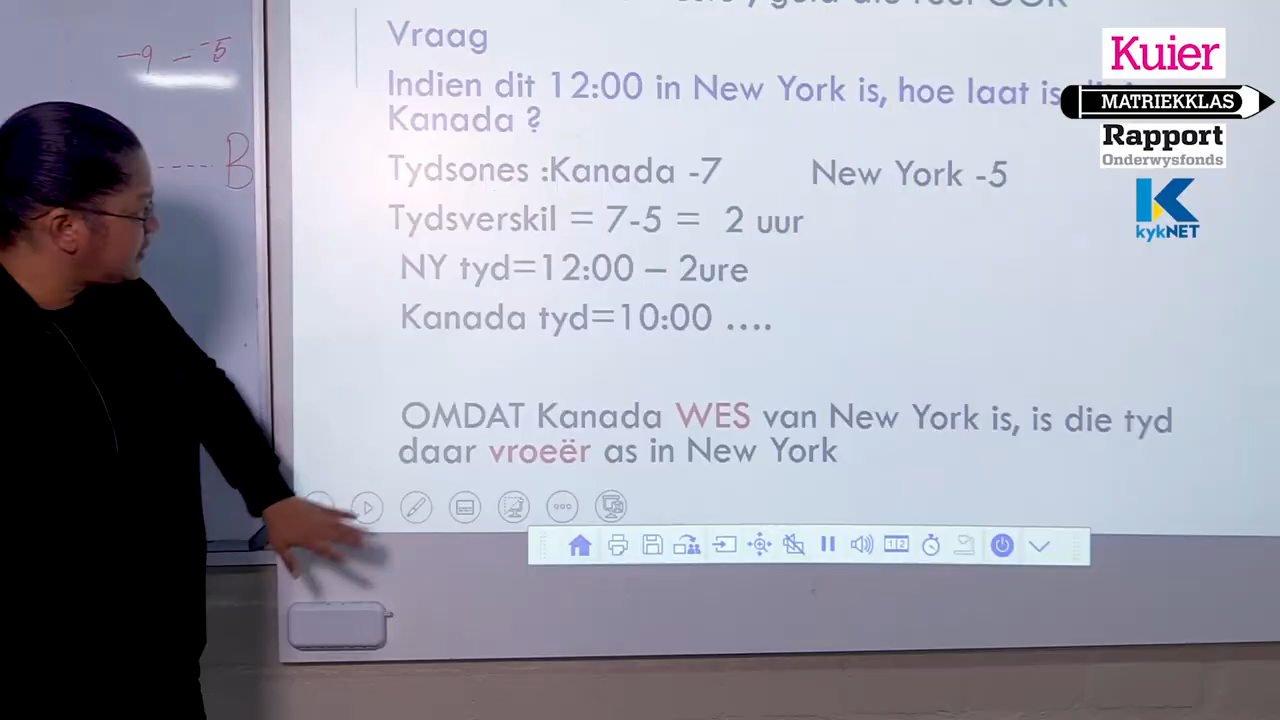 -9 - -5
B
Vraag
Indien dit 12:00 in New York is, hoe laat is
Kanada ?
Tydsones :Kanada -7 New York -5
Tydsverskil = 7-5 = 2 uur
NY tyd=12:00 – 2ure
Kanada tyd=10:00 ....
OMDAT Kanada WES van New York is, is die tyd
daar vroeër as in New York
1 2
Kuier
MATRIEKKLAS
Rapport
Onderwysfonds
kykNET